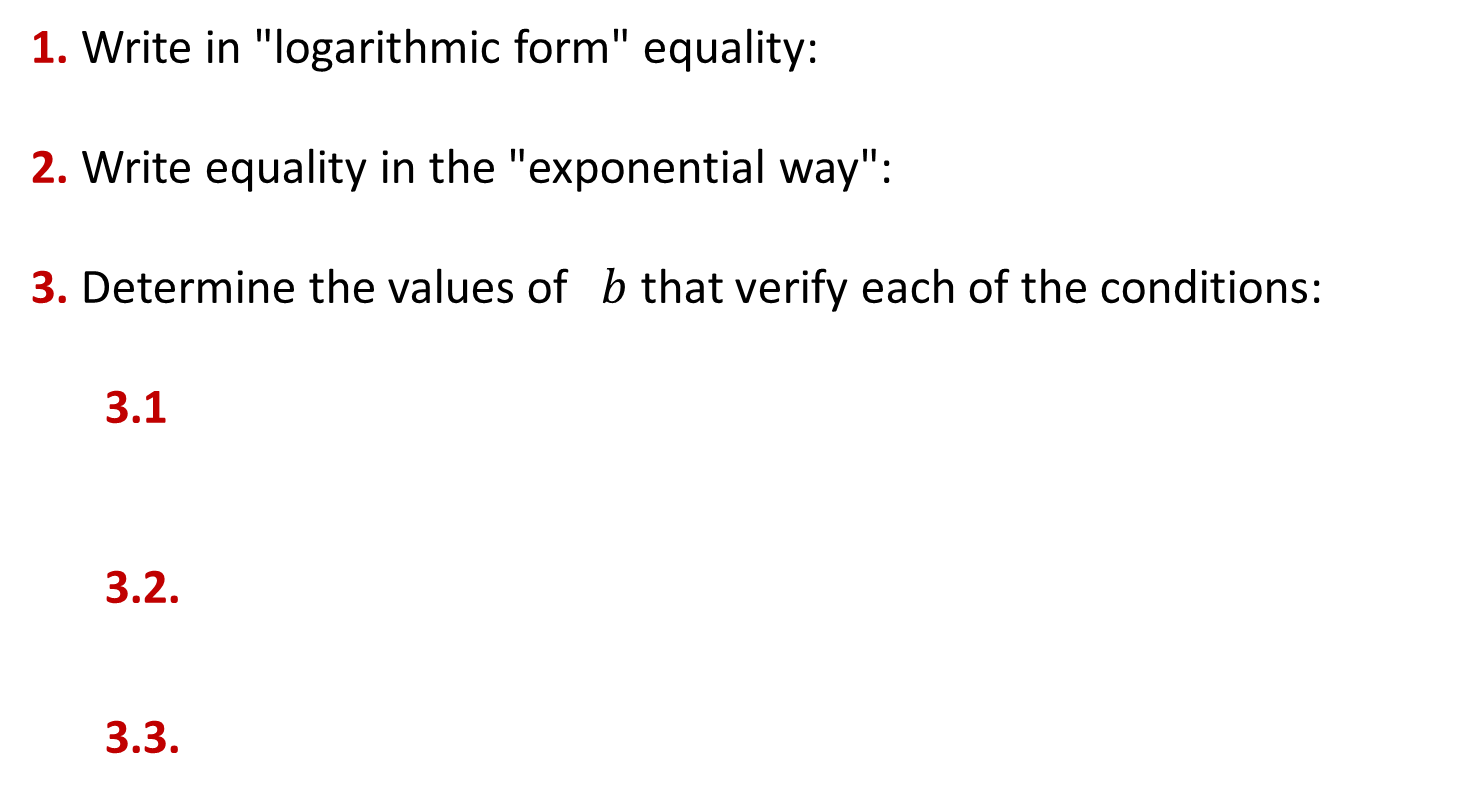 1. Write in "logarithmic form" equality:
2. Write equality in the "exponential way":
3. Determine the values of b that verify each of the conditions:
3.1
3.2.
3.3.